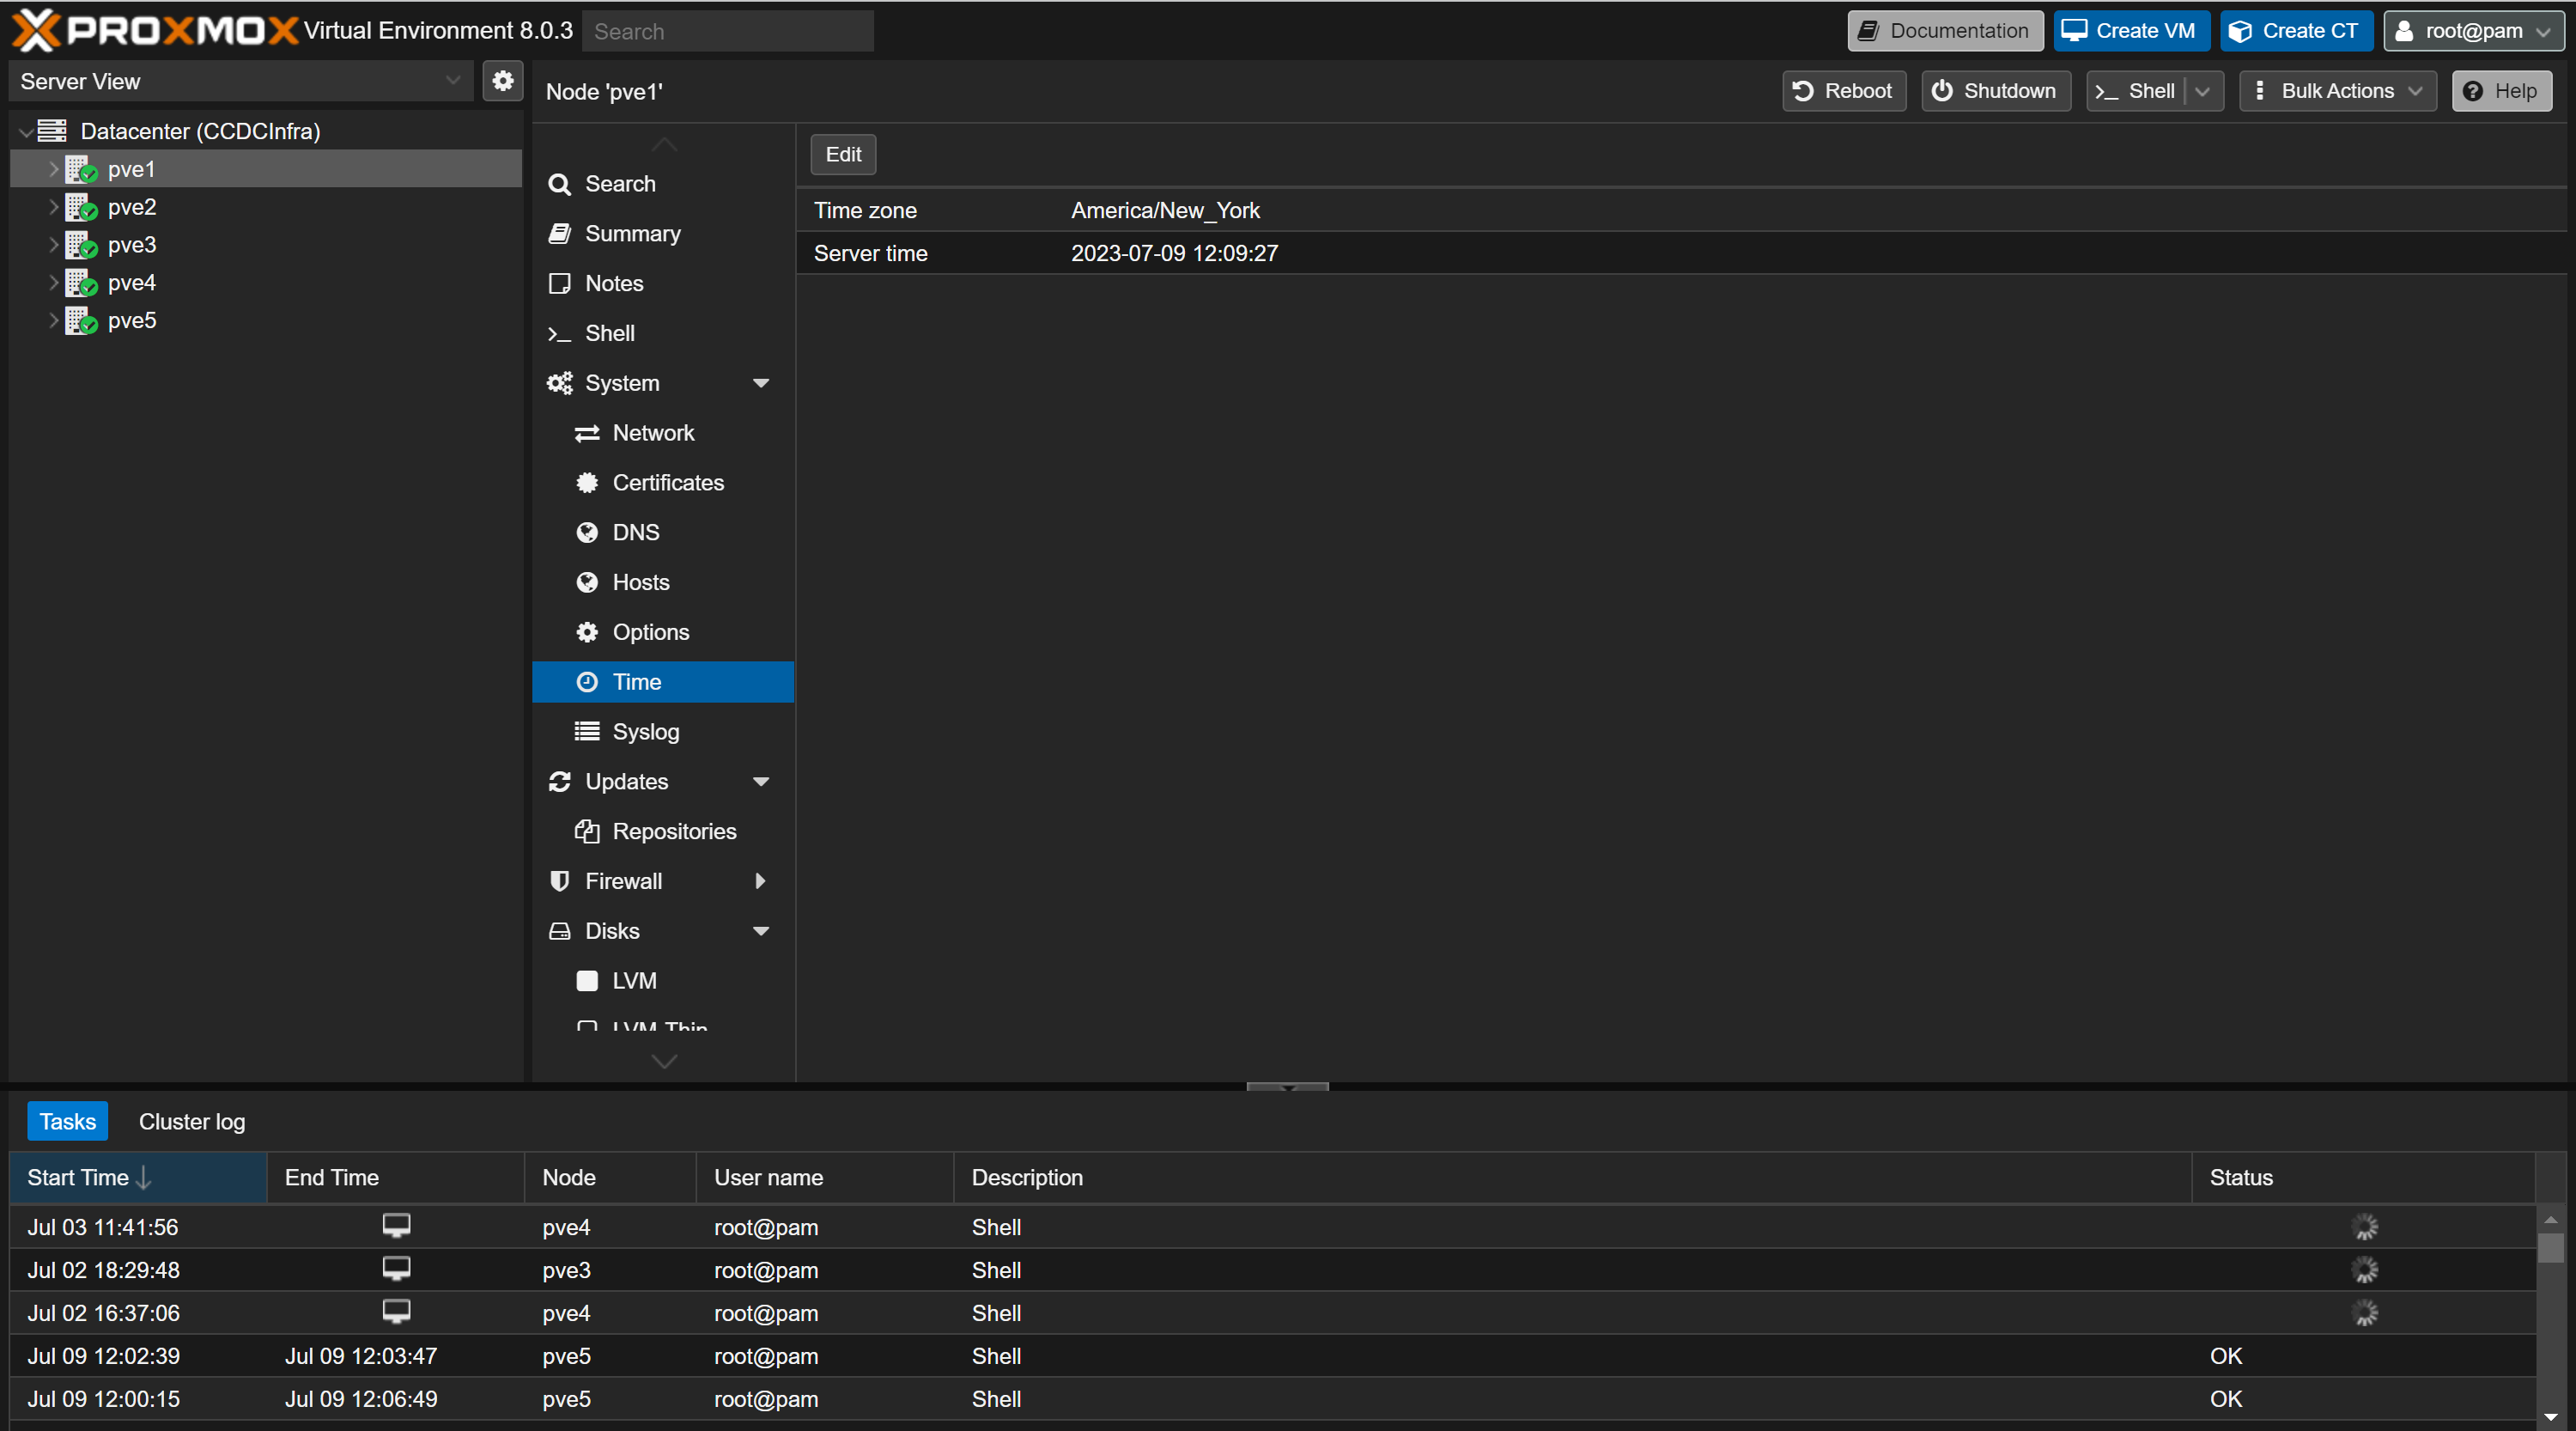 PROXMOX Virtual Environment 8.0.3 Search Documentation Create VM Create CT root@pam
Server View
Node 'pve1' Reboot Shutdown Shell Bulk Actions Help
Datacenter (CCDCInfra)
pve1
pve2
pve3
pve4
pve5
Search
Summary
Notes
Shell
System
Network
Certificates
DNS
Hosts
Options
Time
Syslog
Updates
Repositories
Firewall
Disks
LVM
LVM-Thin
Edit
Time zone America/New_York
Server time 2023-07-09 12:09:27
Tasks Cluster log
Start Time End Time Node User name Description Status
Jul 03 11:41:56 pve4 root@pam Shell
Jul 02 18:29:48 pve3 root@pam Shell
Jul 02 16:37:06 pve4 root@pam Shell
Jul 09 12:02:39 Jul 09 12:03:47 pve5 root@pam Shell OK
Jul 09 12:00:15 Jul 09 12:06:49 pve5 root@pam Shell OK